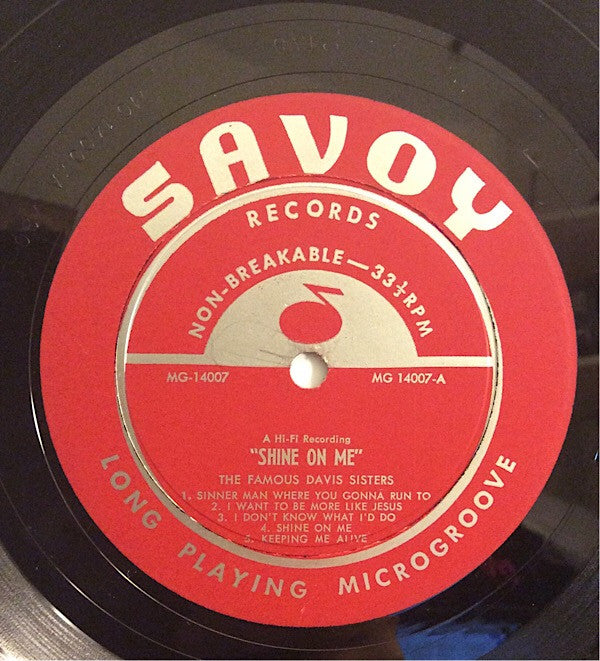 SAVOY
RECORDS
NON-BREAKABLE—33⅓RPM
MG-14007 MG 14007-A
A Hi-Fi Recording
"SHINE ON ME"
THE FAMOUS DAVIS SISTERS
1. SINNER MAN WHERE YOU GONNA RUN TO
2. I WANT TO BE MORE LIKE JESUS
3. I DON'T KNOW WHAT I'D DO
4. SHINE ON ME
5. KEEPING ME ALIVE
LONG PLAYING MICROGROOVE